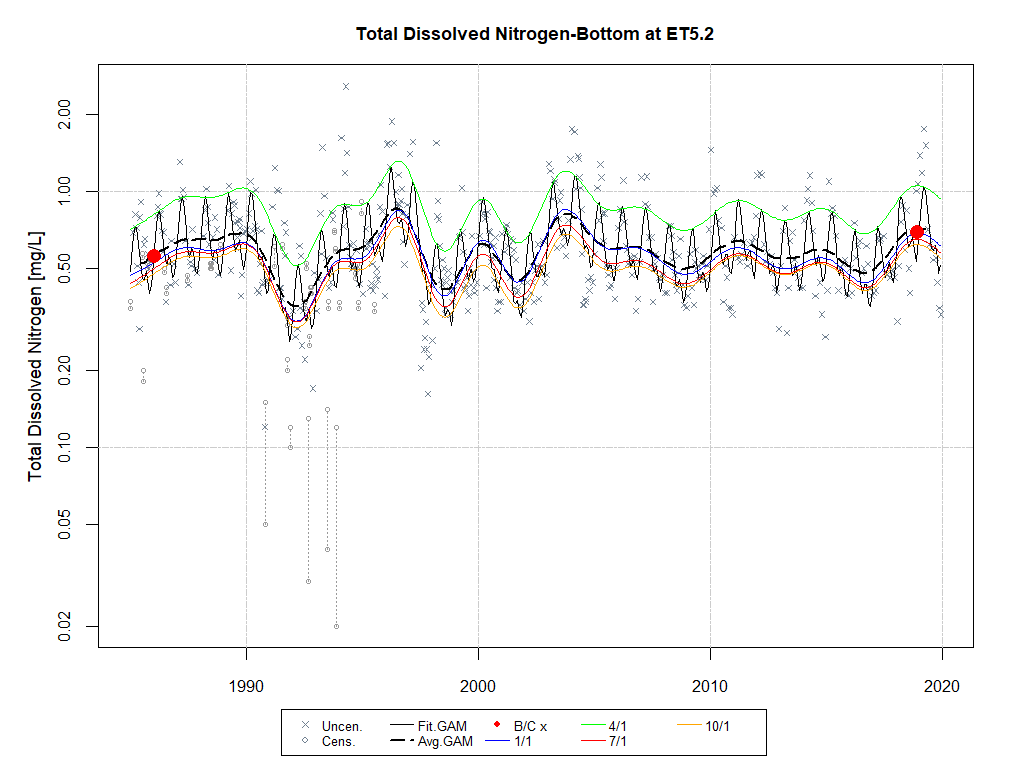 Total Dissolved Nitrogen-Bottom at ET5.2
Total Dissolved Nitrogen [mg/L]
2.00
1.00
0.50
0.20
0.10
0.05
0.02
1990 2000 2010 2020
Uncen. Fit.GAM B/C x 4/1 10/1
Cens. Avg.GAM 1/1 7/1